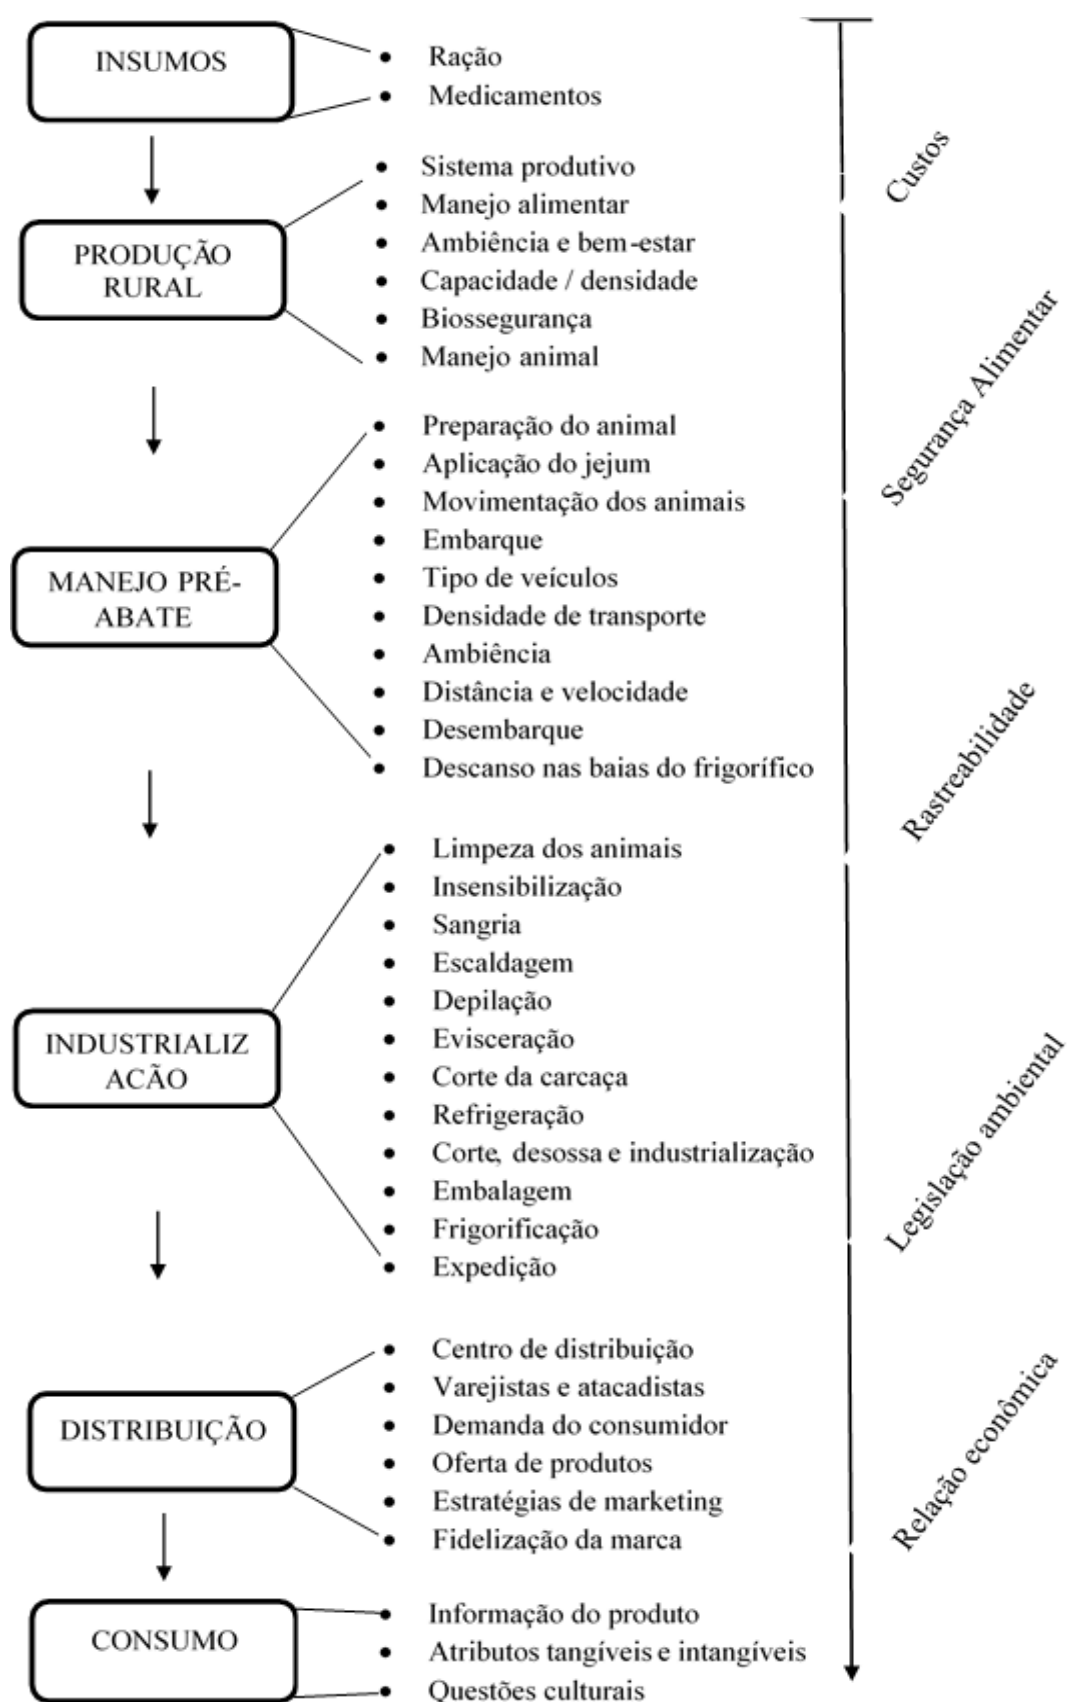 INSUMOS
Ração
Medicamentos
PRODUÇÃO
RURAL
Sistema produtivo
Manejo alimentar
Ambiência e bem-estar
Capacidade / densidade
Biossegurança
Manejo animal
MANEJO PRÉ-
ABATE
Preparação do animal
Aplicação do jejum
Movimentação dos animais
Embarque
Tipo de veículos
Densidade de transporte
Ambiência
Distância e velocidade
Desembarque
Descanso nas baias do frigorífico
INDUSTRIALIZ
ACÃO
Limpeza dos animais
Insensibilização
Sangria
Escaldagem
Depilação
Evisceração
Corte da carcaça
Refrigeração
Corte, desossa e industrialização
Embalagem
Frigorificação
Expedição
DISTRIBUIÇÃO
Centro de distribuição
Varejistas e atacadistas
Demanda do consumidor
Oferta de produtos
Estratégias de marketing
Fidelização da marca
CONSUMO
Informação do produto
Atributos tangíveis e intangíveis
Questões culturais
Custos
Segurança Alimentar
Rastreabilidade
Legislação ambiental
Relação econômica